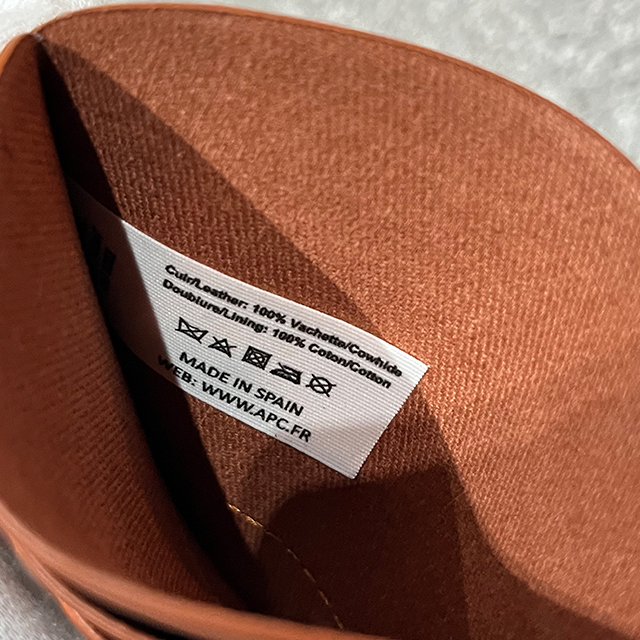 Cuir/Leather: 100% Vachette/Cowhide
Doublure/Lining: 100% Coton/Cotton
MADE IN SPAIN
WEB: WWW.APC.FR